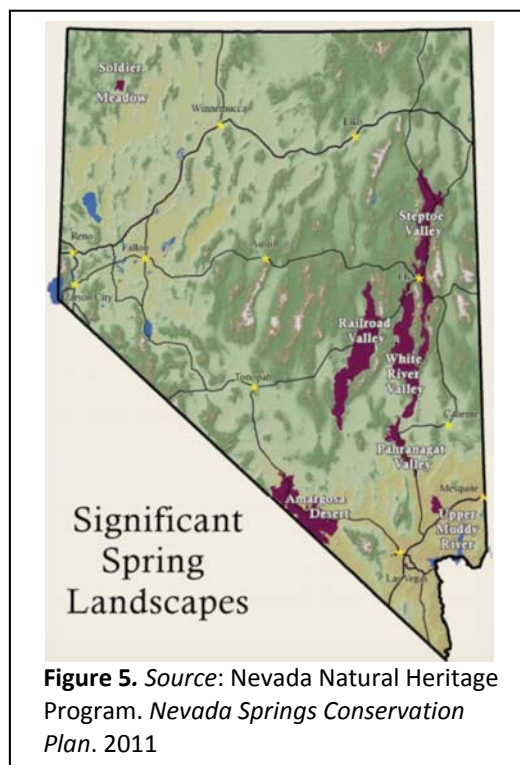 Soldier
Meadow
Winnemucca
Elko
Steptoe
Valley
Reno
Fallon
Austin
Ely
Carson City
Railroad
Valley
White
River
Valley
Tonopah
Caliente
Pahranagat
Valley
Mesquite
Amargosa
Desert
Upper
Muddy
River
Las Vegas
Significant
Spring
Landscapes
Figure 5. Source: Nevada Natural Heritage
Program. Nevada Springs Conservation
Plan. 2011